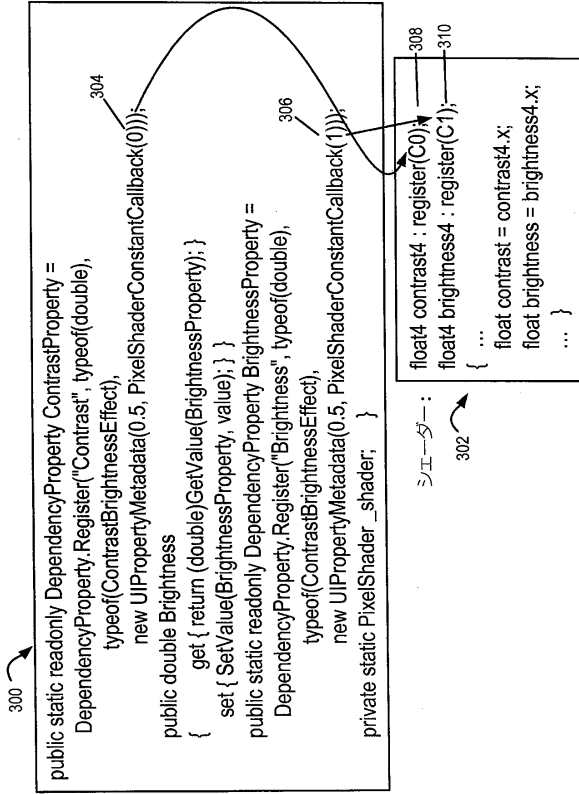 300
public static readonly DependencyProperty ContrastProperty =
DependencyProperty.Register("Contrast", typeof(double),
typeof(ContrastBrightnessEffect),
new UIPropertyMetadata(0.5, PixelShaderConstantCallback(0)));
304
public double Brightness
{ get { return (double)GetValue(BrightnessProperty); }
set { SetValue(BrightnessProperty, value); } }
public static readonly DependencyProperty BrightnessProperty =
DependencyProperty.Register("Brightness", typeof(double),
typeof(ContrastBrightnessEffect),
new UIPropertyMetadata(0.5, PixelShaderConstantCallback(1)));
306
private static PixelShader _shader; }
シェーダー:
302
float4 contrast4 : register(C0);
308
float4 brightness4 : register(C1);
310
{ ...
float contrast = contrast4.x;
float brightness = brightness4.x;
... }